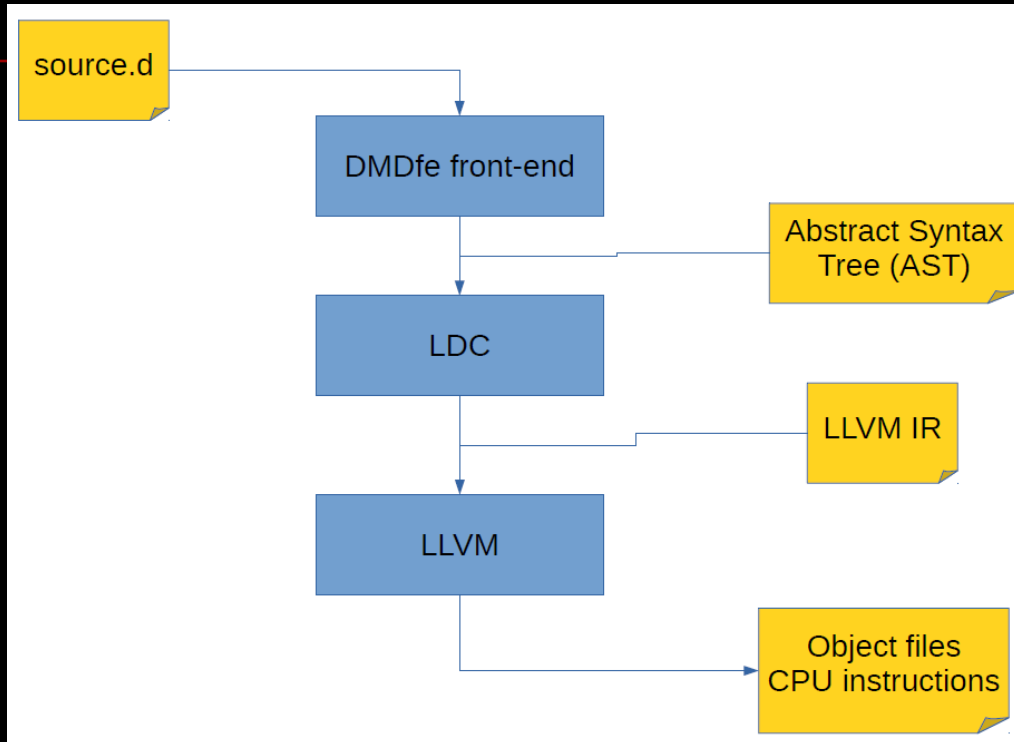 source.d
DMDfe front-end
Abstract Syntax
Tree (AST)
LDC
LLVM IR
LLVM
Object files
CPU instructions